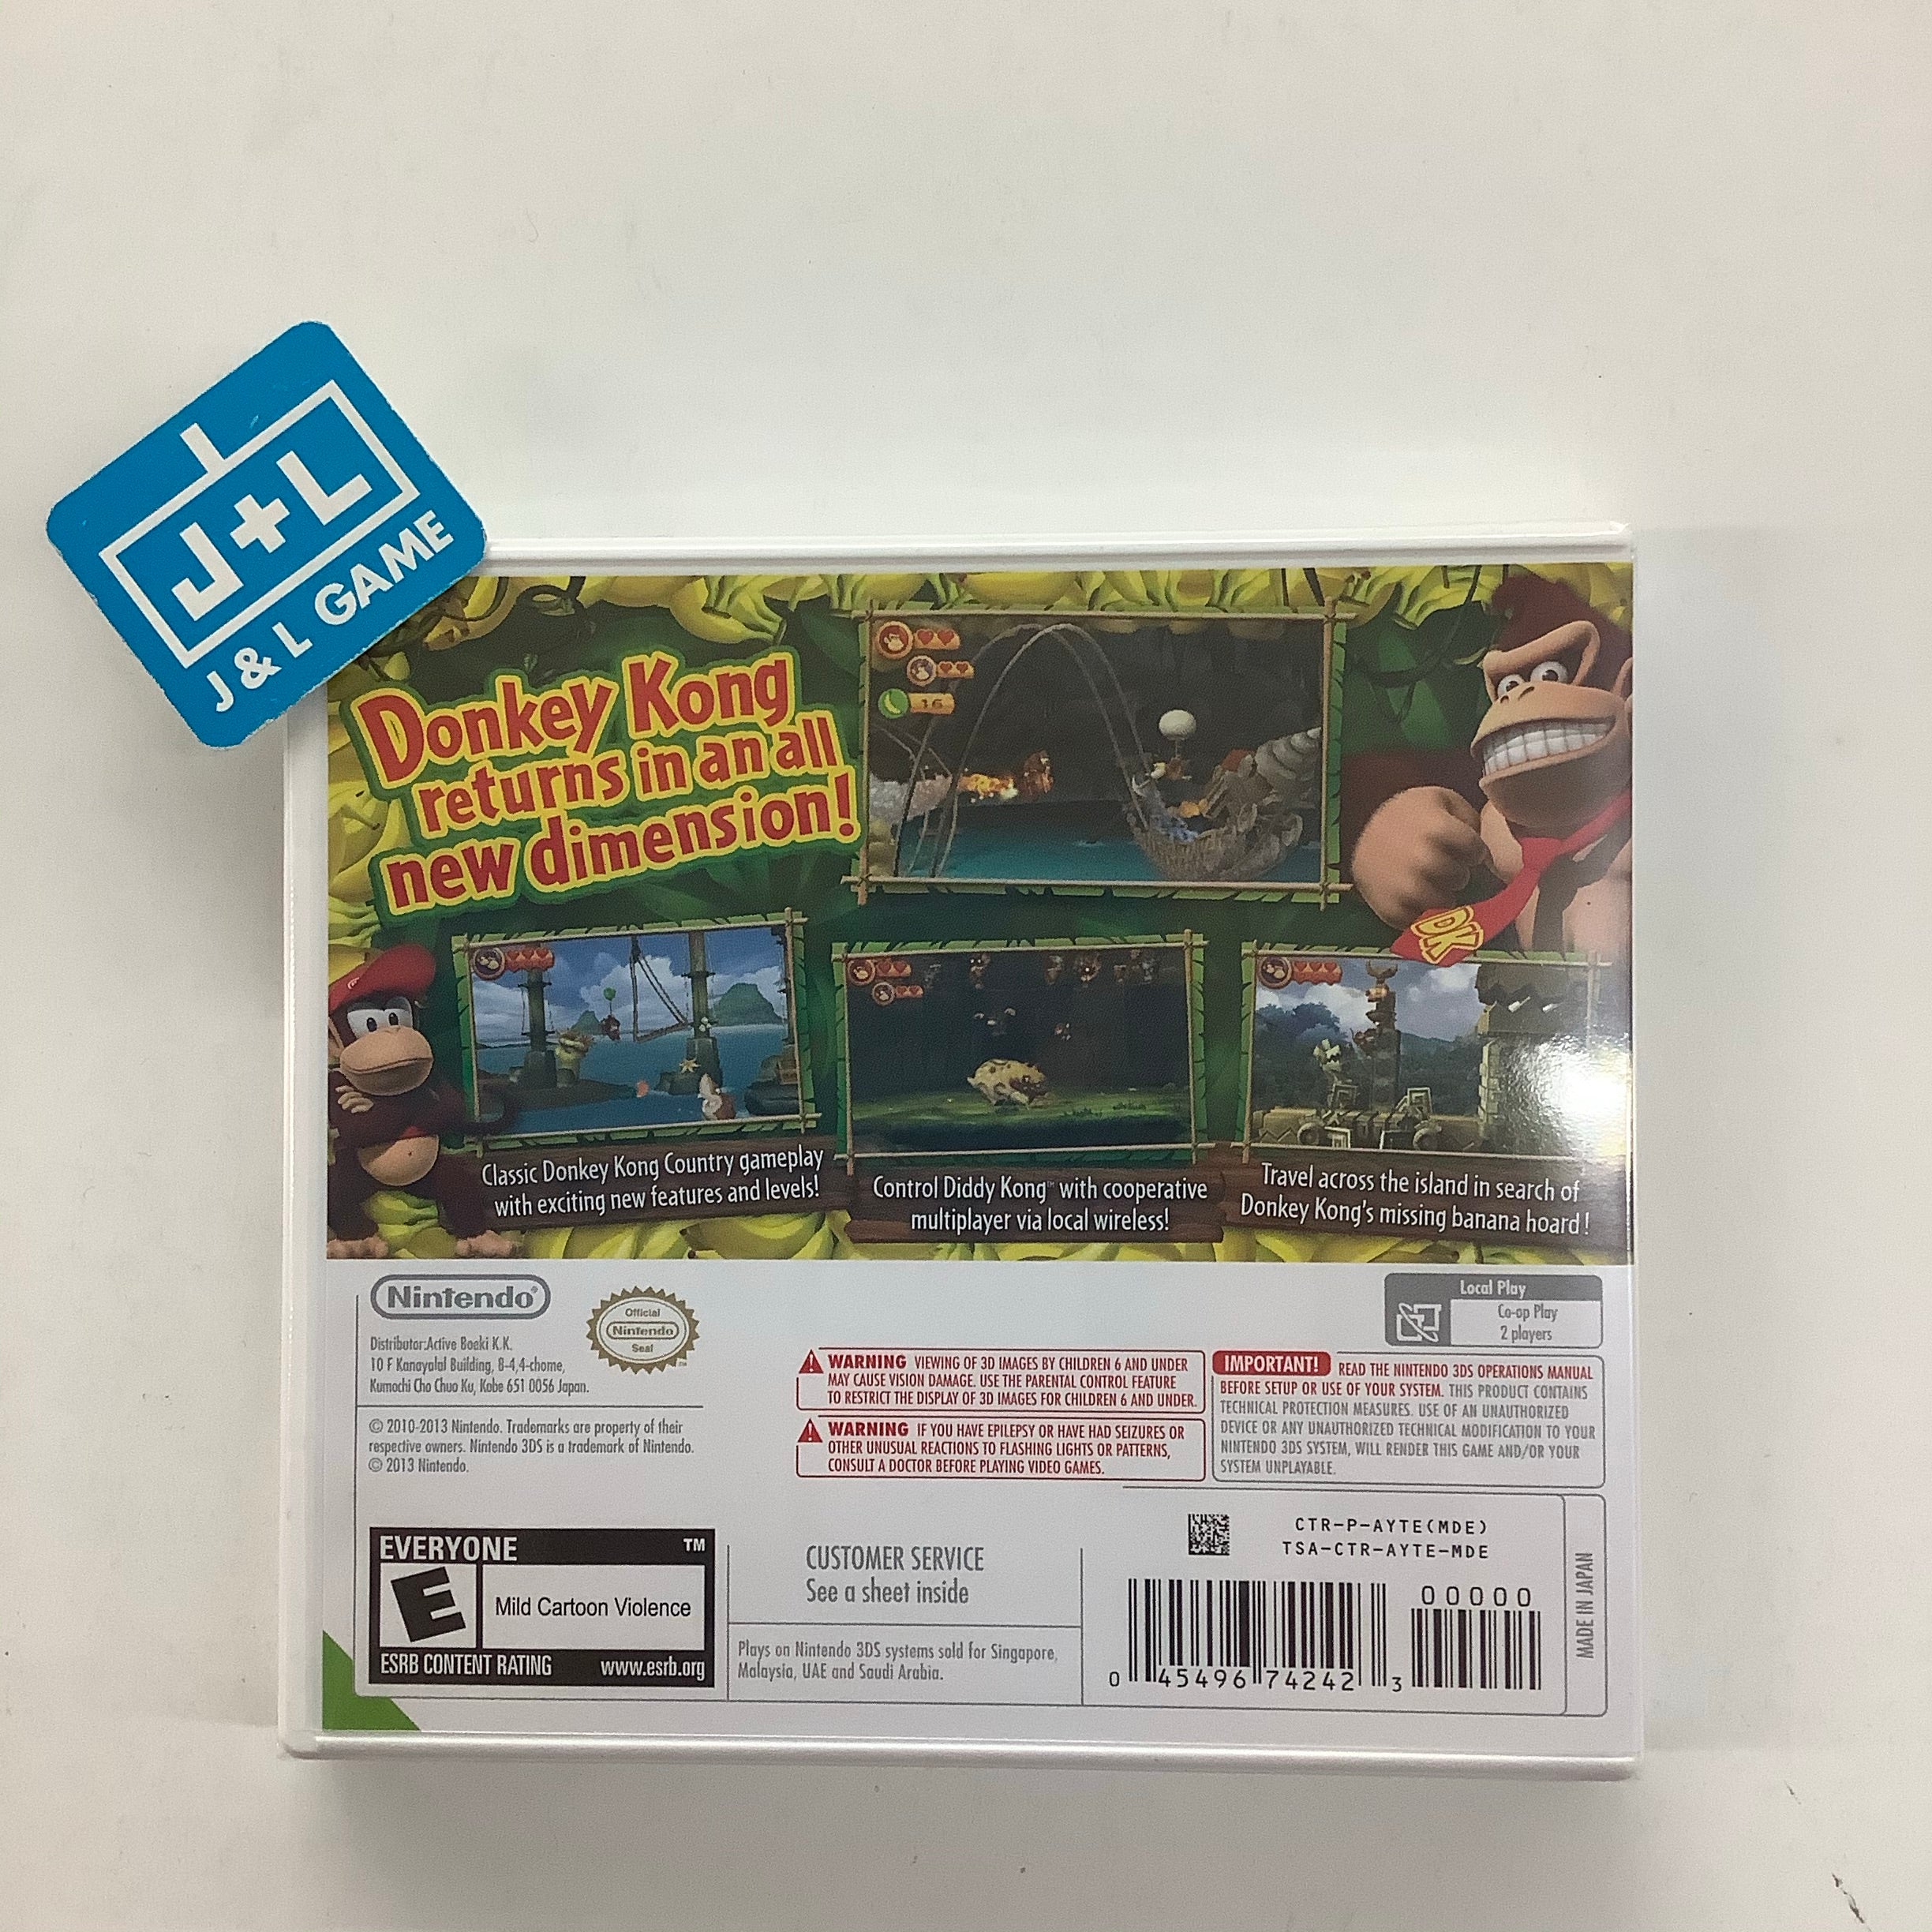 J+L
J & L GAME
Donkey Kong
returns in an all
new dimension!
16
DK
Classic Donkey Kong Country gameplay
with exciting new features and levels!
Control Diddy Kong™ with cooperative
multiplayer via local wireless!
Travel across the island in search of
Donkey Kong's missing banana hoard!
Nintendo®
Official
Nintendo
Seal
Distributor:Active Boeki K.K.
10 F Kanayalal Building, 8-4,4-chome,
Kumochi Cho Chuo Ku, Kobe 651 0056 Japan.
© 2010-2013 Nintendo. Trademarks are property of their
respective owners. Nintendo 3DS is a trademark of Nintendo.
© 2013 Nintendo.
Local Play
Co-op Play
2 players
WARNING VIEWING OF 3D IMAGES BY CHILDREN 6 AND UNDER
MAY CAUSE VISION DAMAGE. USE THE PARENTAL CONTROL FEATURE
TO RESTRICT THE DISPLAY OF 3D IMAGES FOR CHILDREN 6 AND UNDER.
WARNING IF YOU HAVE EPILEPSY OR HAVE HAD SEIZURES OR
OTHER UNUSUAL REACTIONS TO FLASHING LIGHTS OR PATTERNS,
CONSULT A DOCTOR BEFORE PLAYING VIDEO GAMES.
IMPORTANT! READ THE NINTENDO 3DS OPERATIONS MANUAL
BEFORE SETUP OR USE OF YOUR SYSTEM. THIS PRODUCT CONTAINS
TECHNICAL PROTECTION MEASURES. USE OF AN UNAUTHORIZED
DEVICE OR ANY UNAUTHORIZED TECHNICAL MODIFICATION TO YOUR
NINTENDO 3DS SYSTEM, WILL RENDER THIS GAME AND/OR YOUR
SYSTEM UNPLAYABLE.
EVERYONE ™
E
Mild Cartoon Violence
ESRB CONTENT RATING www.esrb.org
CUSTOMER SERVICE
See a sheet inside
Plays on Nintendo 3DS systems sold for Singapore,
Malaysia, UAE and Saudi Arabia.
CTR-P-AYTE(MDE)
TSA-CTR-AYTE-MDE
00000
0 45496 74242 3
MADE IN JAPAN